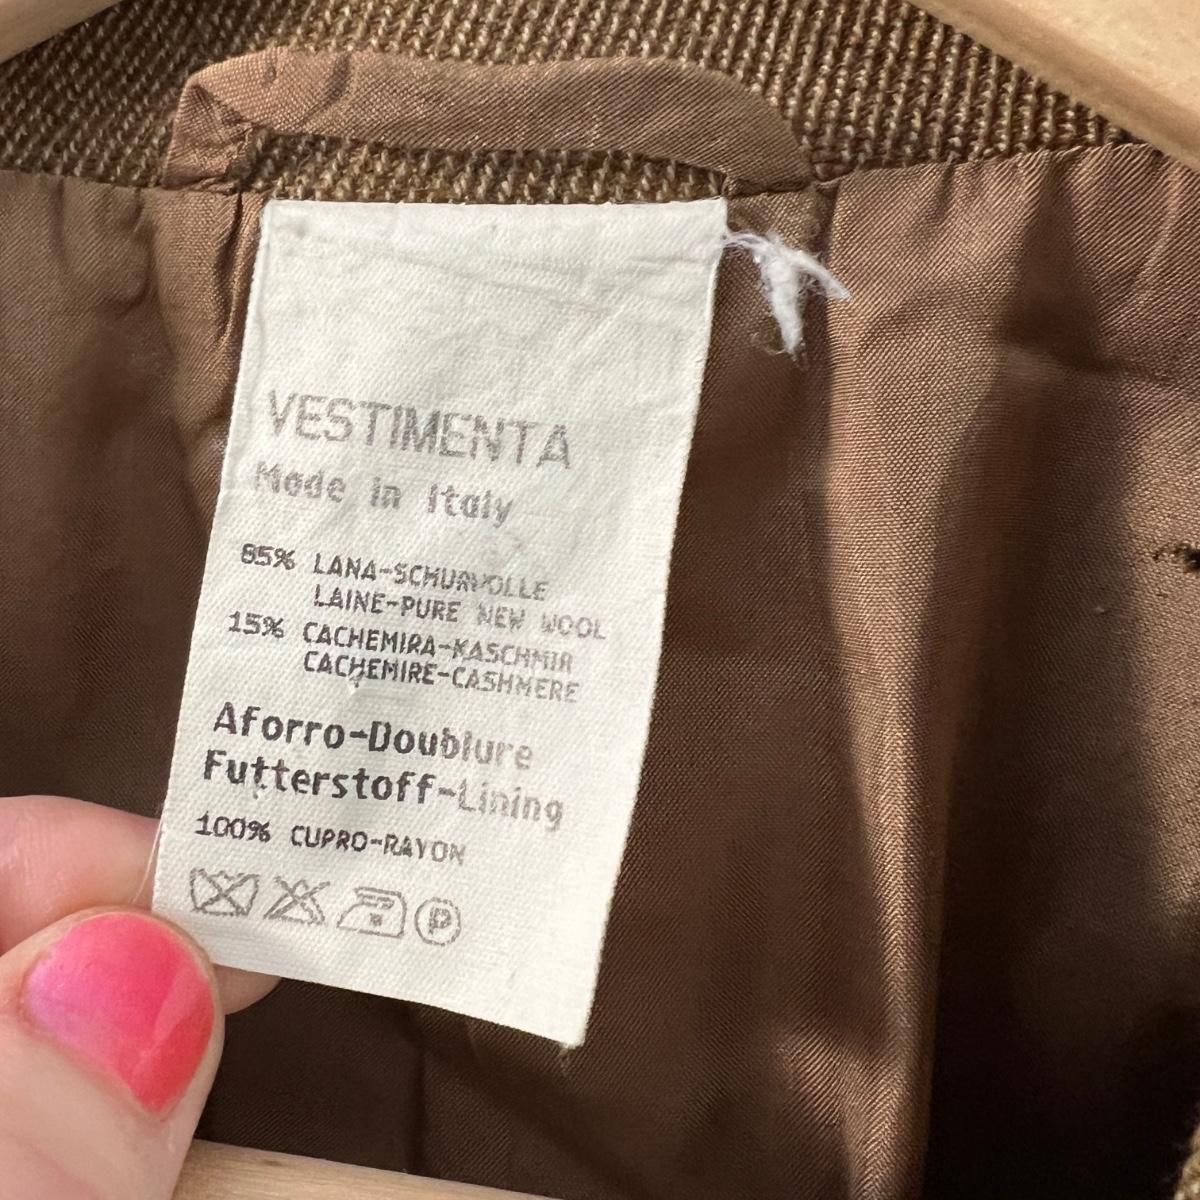 VESTIMENTA
Made in Italy
85% LANA-SCHURWOLLE
LAINE-PURE NEW WOOL
15% CACHEMIRA-KASCHMIR
CACHEMIRE-CASHMERE
Aforro-Doublure
Futterstoff-Lining
100% CUPRO-RAYON
P